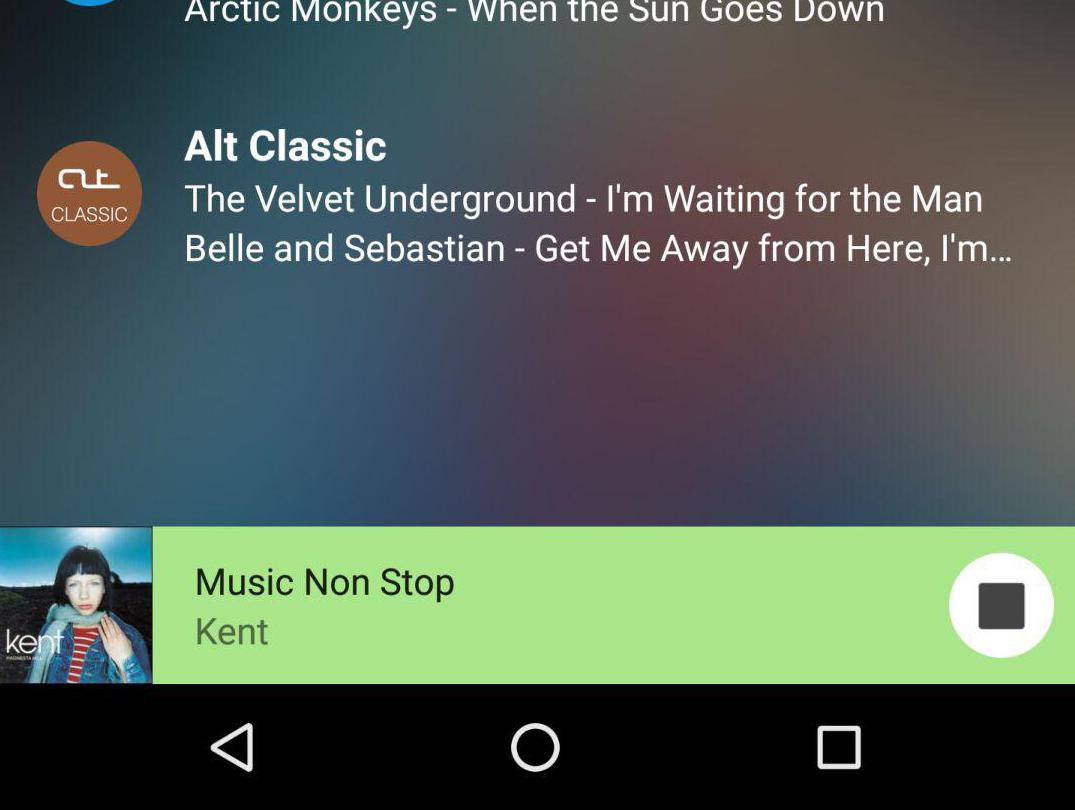 Arctic Monkeys - When the Sun Goes Down
Alt Classic
alt
CLASSIC
The Velvet Underground - I'm Waiting for the Man
Belle and Sebastian - Get Me Away from Here, I'm…
Music Non Stop
Kent
kent